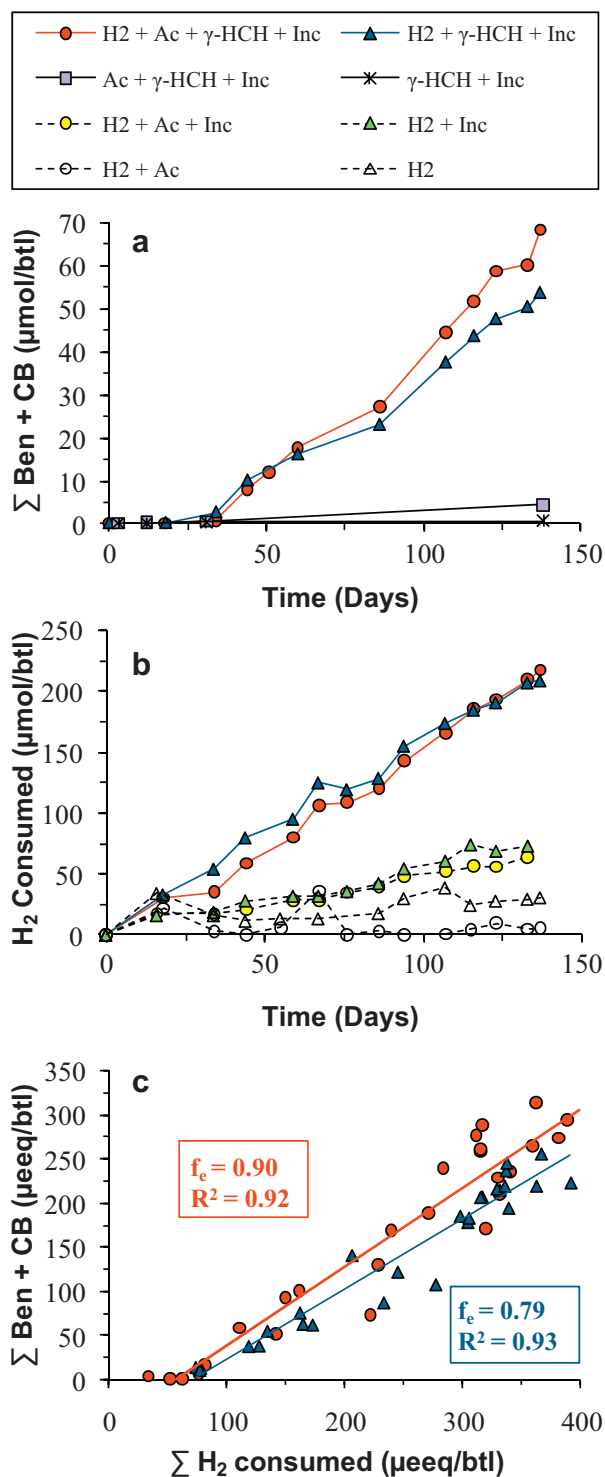 H2 + Ac + γ-HCH + Inc
H2 + γ-HCH + Inc
Ac + γ-HCH + Inc
γ-HCH + Inc
H2 + Ac + Inc
H2 + Inc
H2 + Ac
H2
a
∑ Ben + CB (µmol/btl)
70
60
50
40
30
20
10
0
0 50 100 150
Time (Days)
b
H₂ Consumed (µmol/btl)
250
200
150
100
50
0
0 50 100 150
Time (Days)
c
∑ Ben + CB (µeeq/btl)
350
300
250
200
150
100
50
0
fₑ = 0.90
R² = 0.92
fₑ = 0.79
R² = 0.93
0 100 200 300 400
∑ H₂ consumed (µeeq/btl)